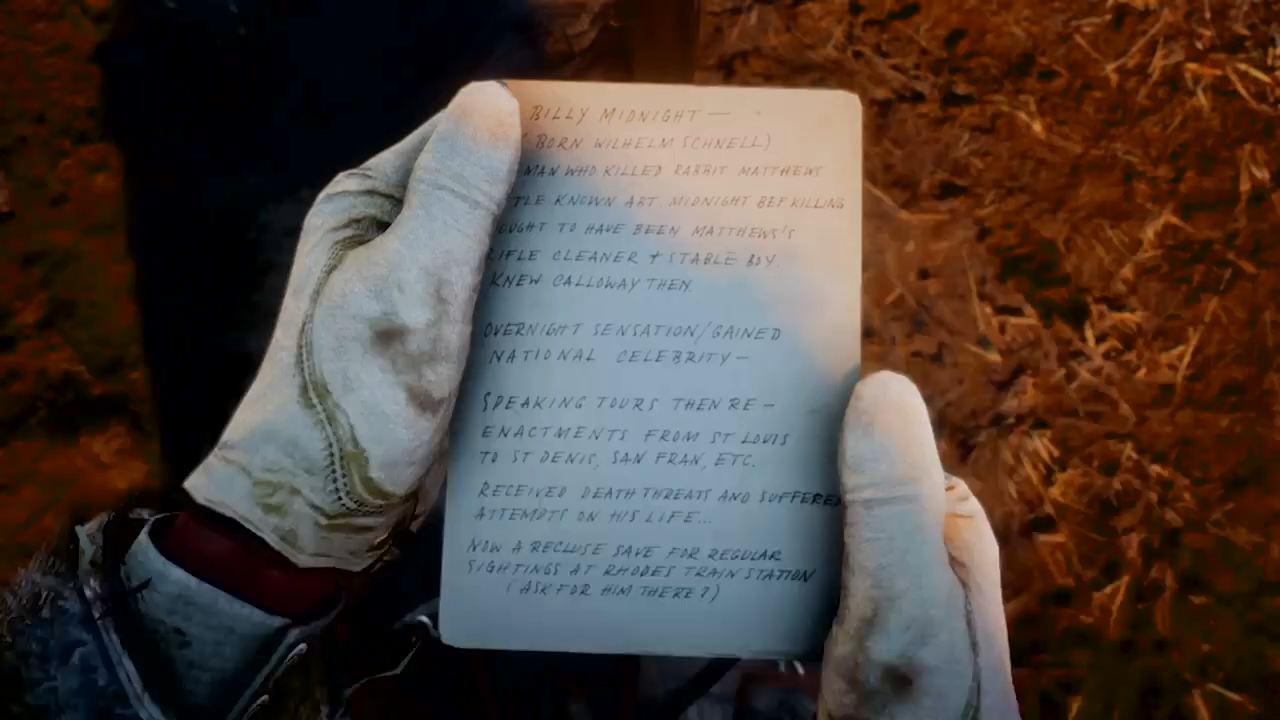 BILLY MIDNIGHT —
( BORN WILHELM SCHNELL)
MAN WHO KILLED RABBIT MATTHEWS
TLE KNOWN ABT. MIDNIGHT BEF KILLING
OUGHT TO HAVE BEEN MATTHEWS'S
RIFLE CLEANER + STABLE BOY.
KNEW CALLOWAY THEN.
OVERNIGHT SENSATION/GAINED
NATIONAL CELEBRITY —
SPEAKING TOURS THEN RE —
ENACTMENTS FROM ST LOUIS
TO ST DENIS, SAN FRAN, ETC.
RECEIVED DEATH THREATS AND SUFFERED
ATTEMPTS ON HIS LIFE...
NOW A RECLUSE SAVE FOR REGULAR
SIGHTINGS AT RHODES TRAIN STATION
( ASK FOR HIM THERE?)